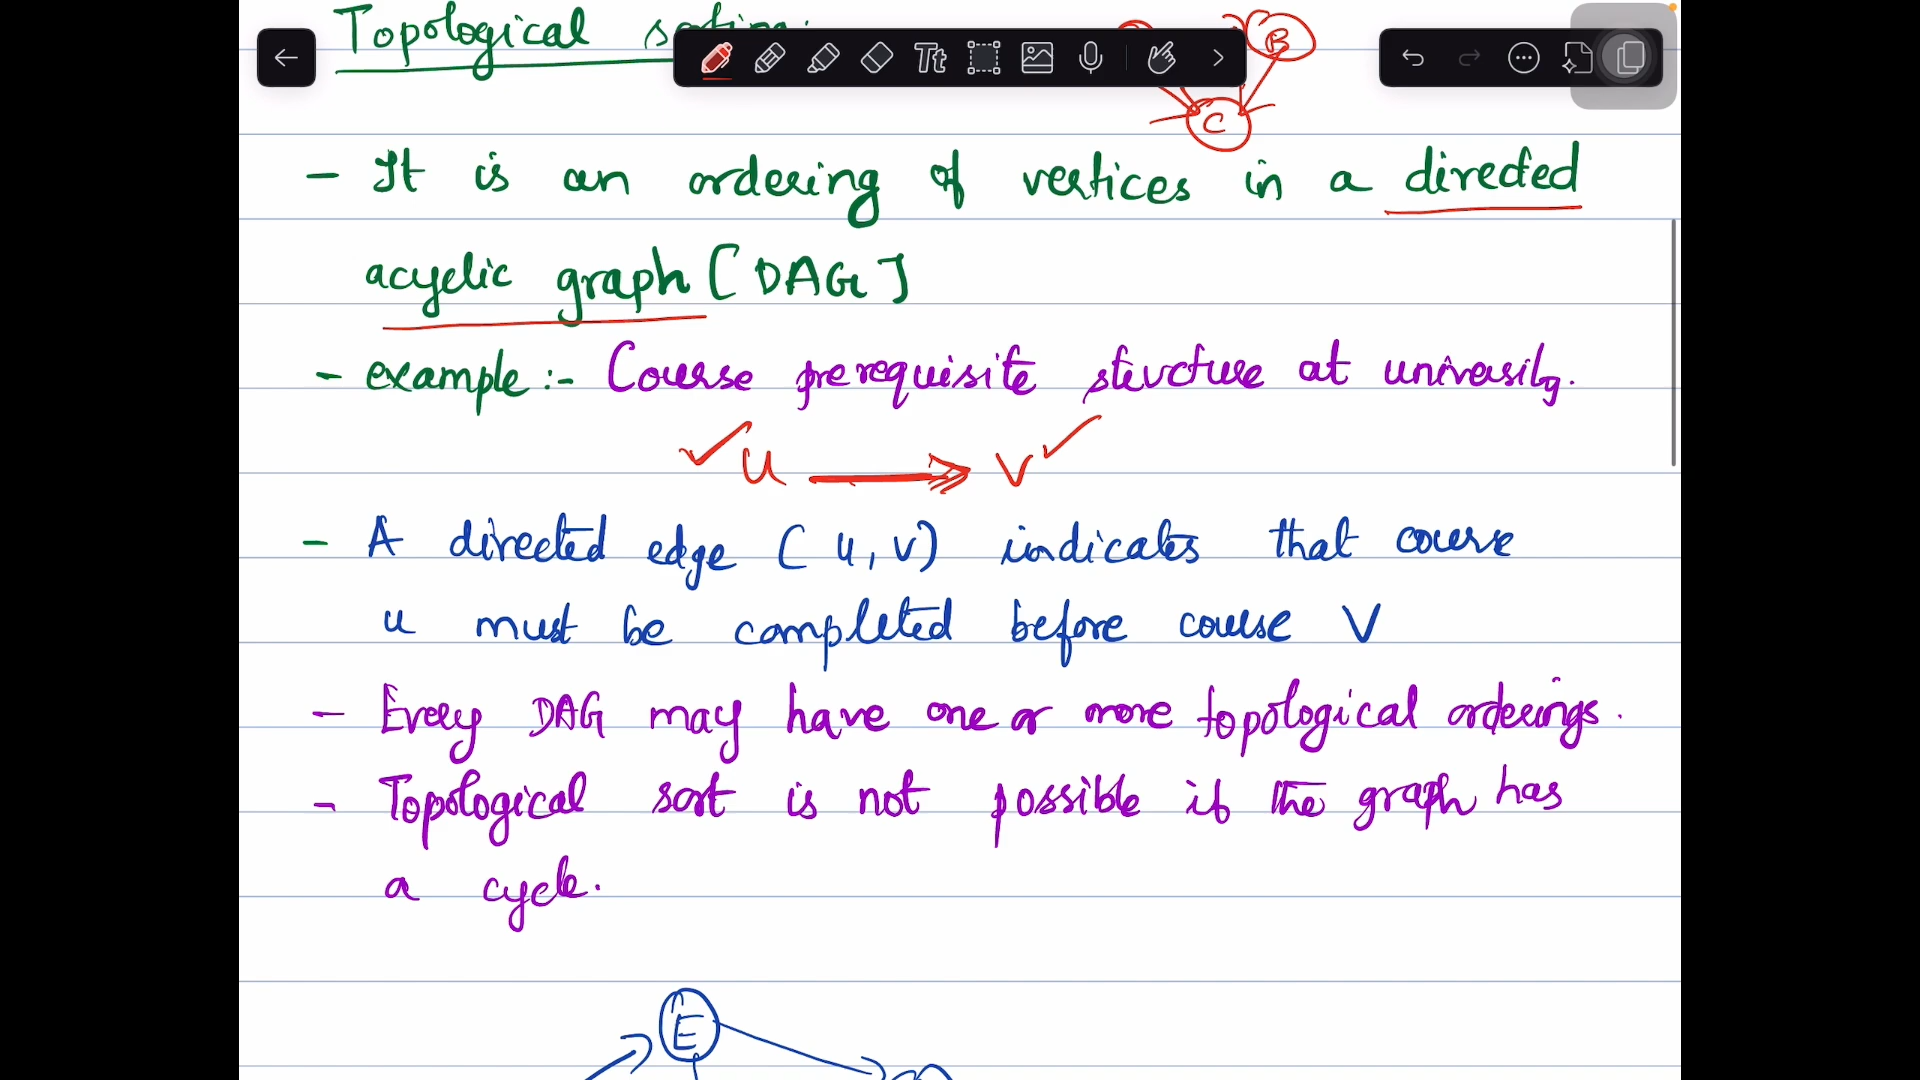 Topological sorting:
B
C
- It is an ordering of vertices in a directed
acyclic graph [DAG]
- example :- Course prerequisite structure at university.
u → v
- A directed edge (u, v) indicates that course
u must be completed before course V
- Every DAG may have one or more topological orderings.
- Topological sort is not possible if the graph has
a cycle.
E